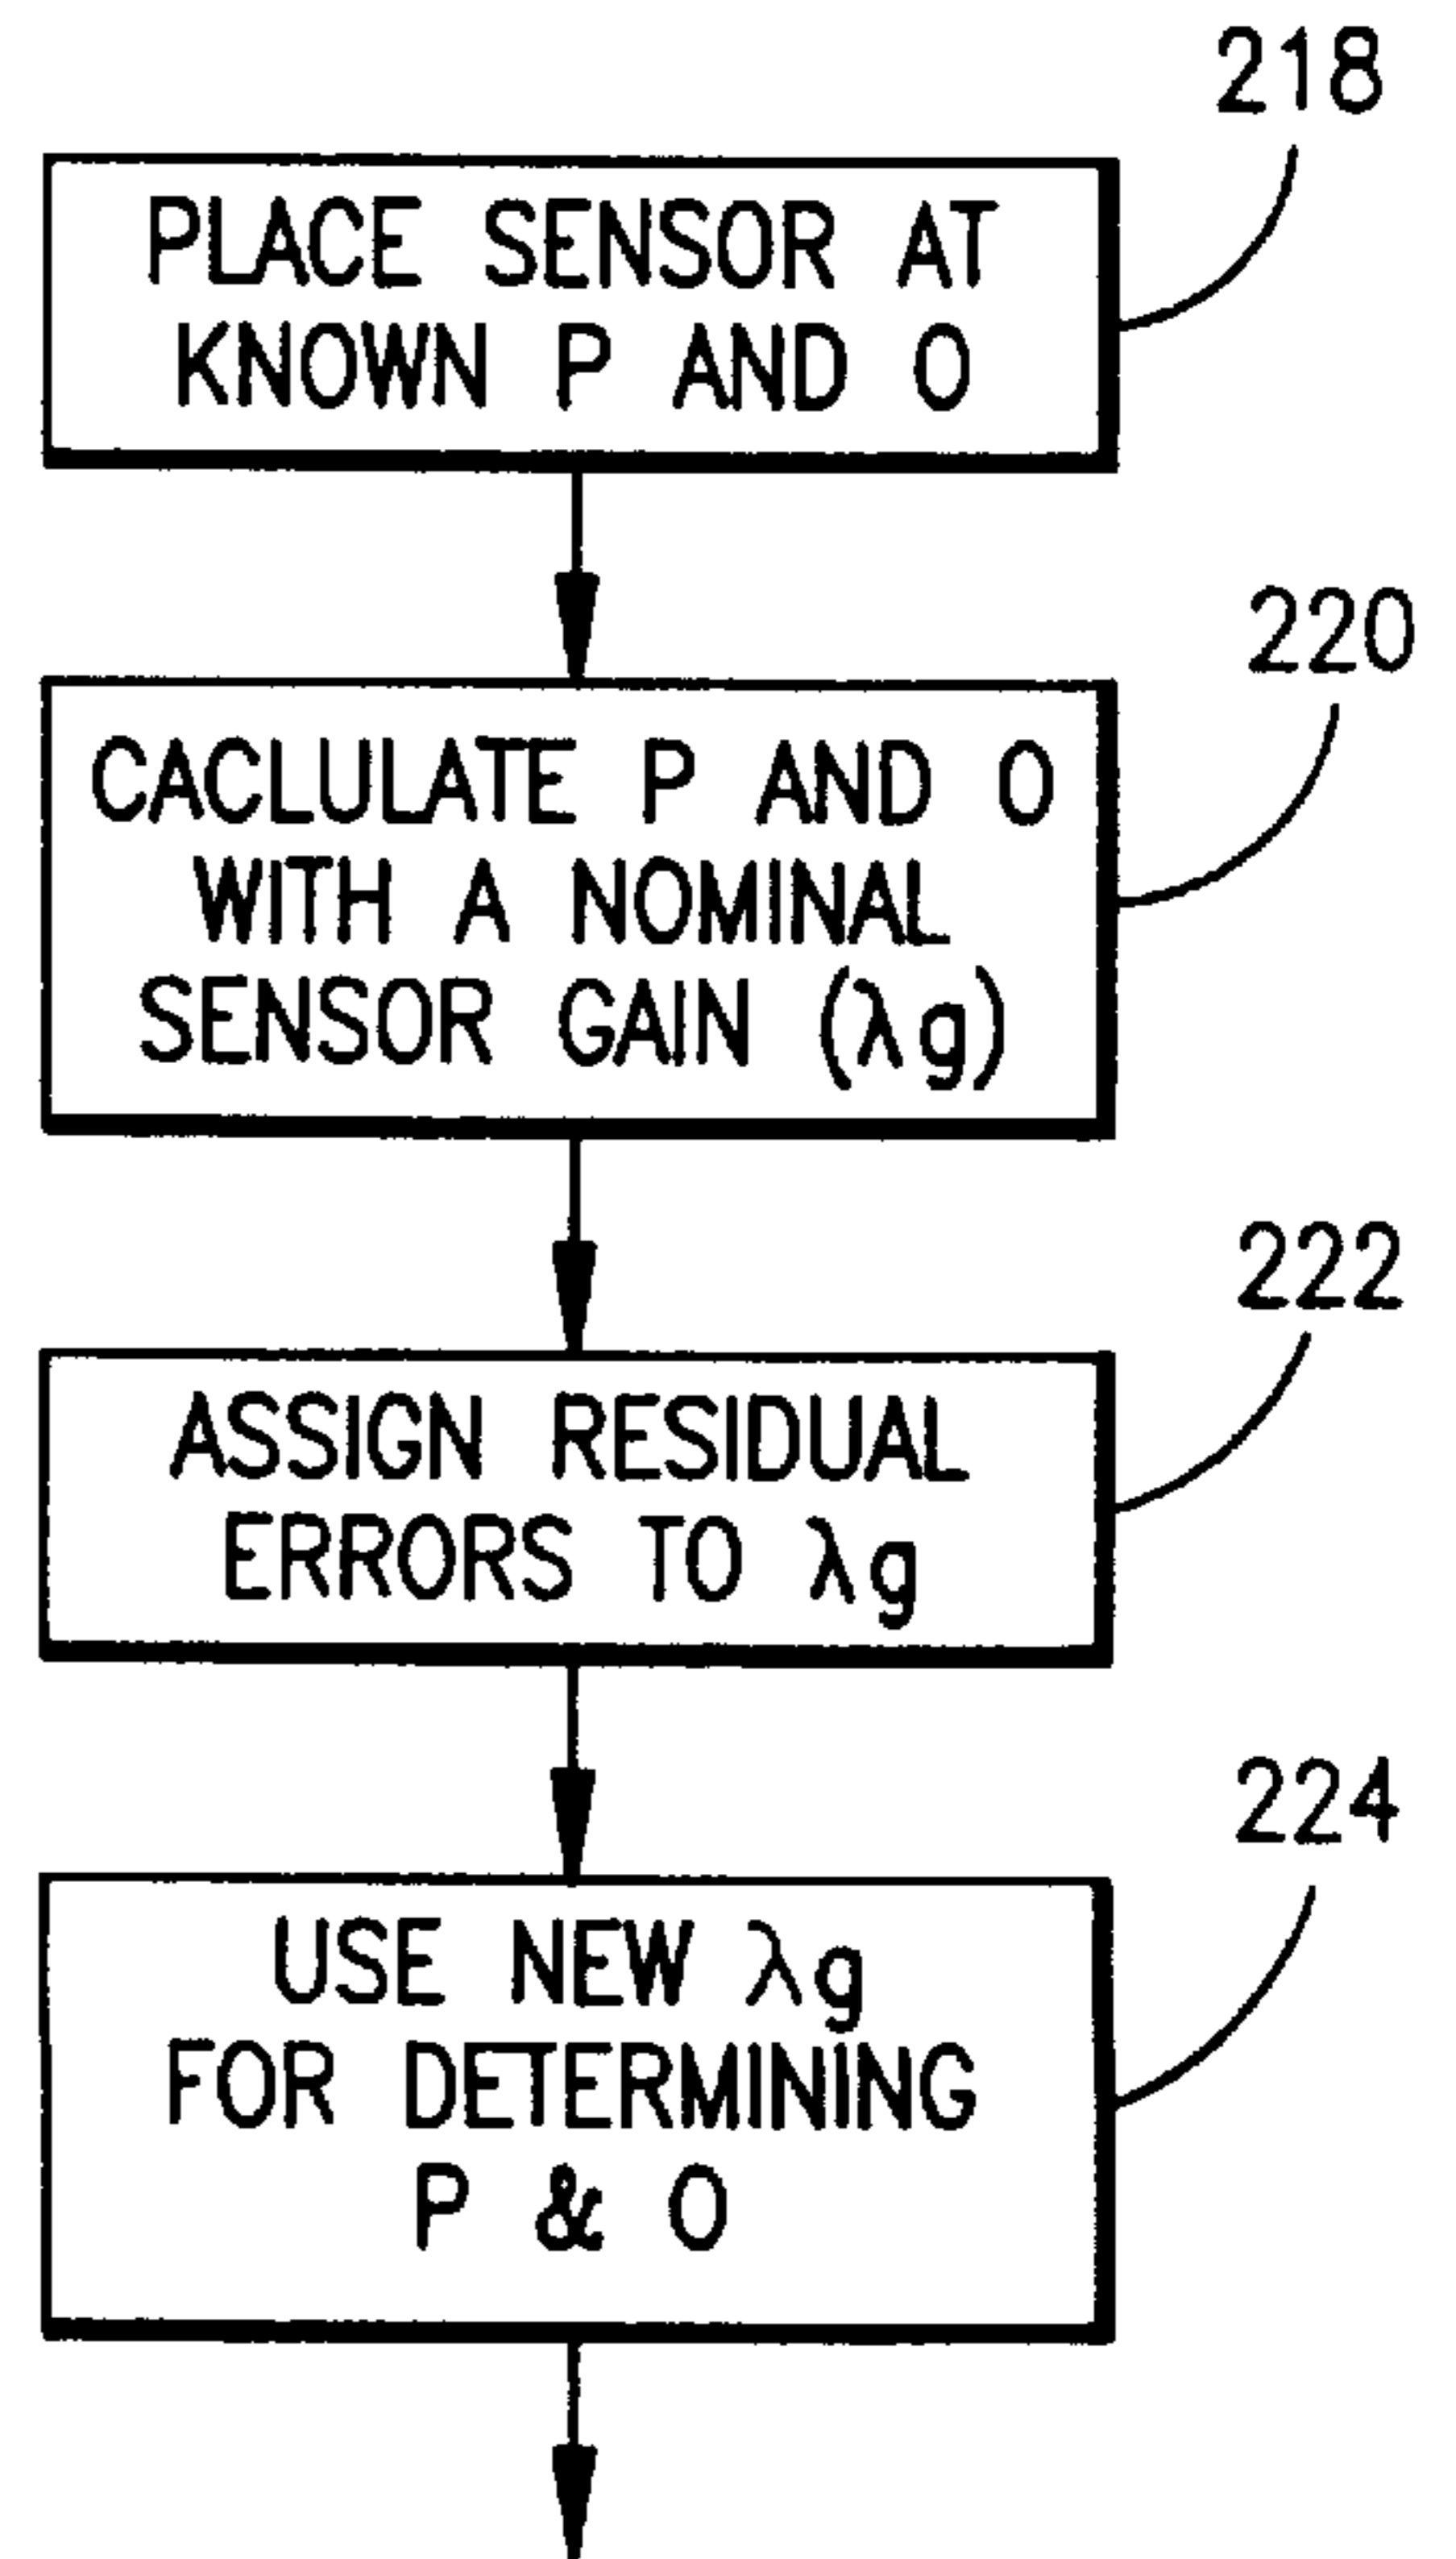 218
PLACE SENSOR AT
KNOWN P AND O
220
CACLULATE P AND O
WITH A NOMINAL
SENSOR GAIN (λg)
222
ASSIGN RESIDUAL
ERRORS TO λg
224
USE NEW λg
FOR DETERMINING
P & O